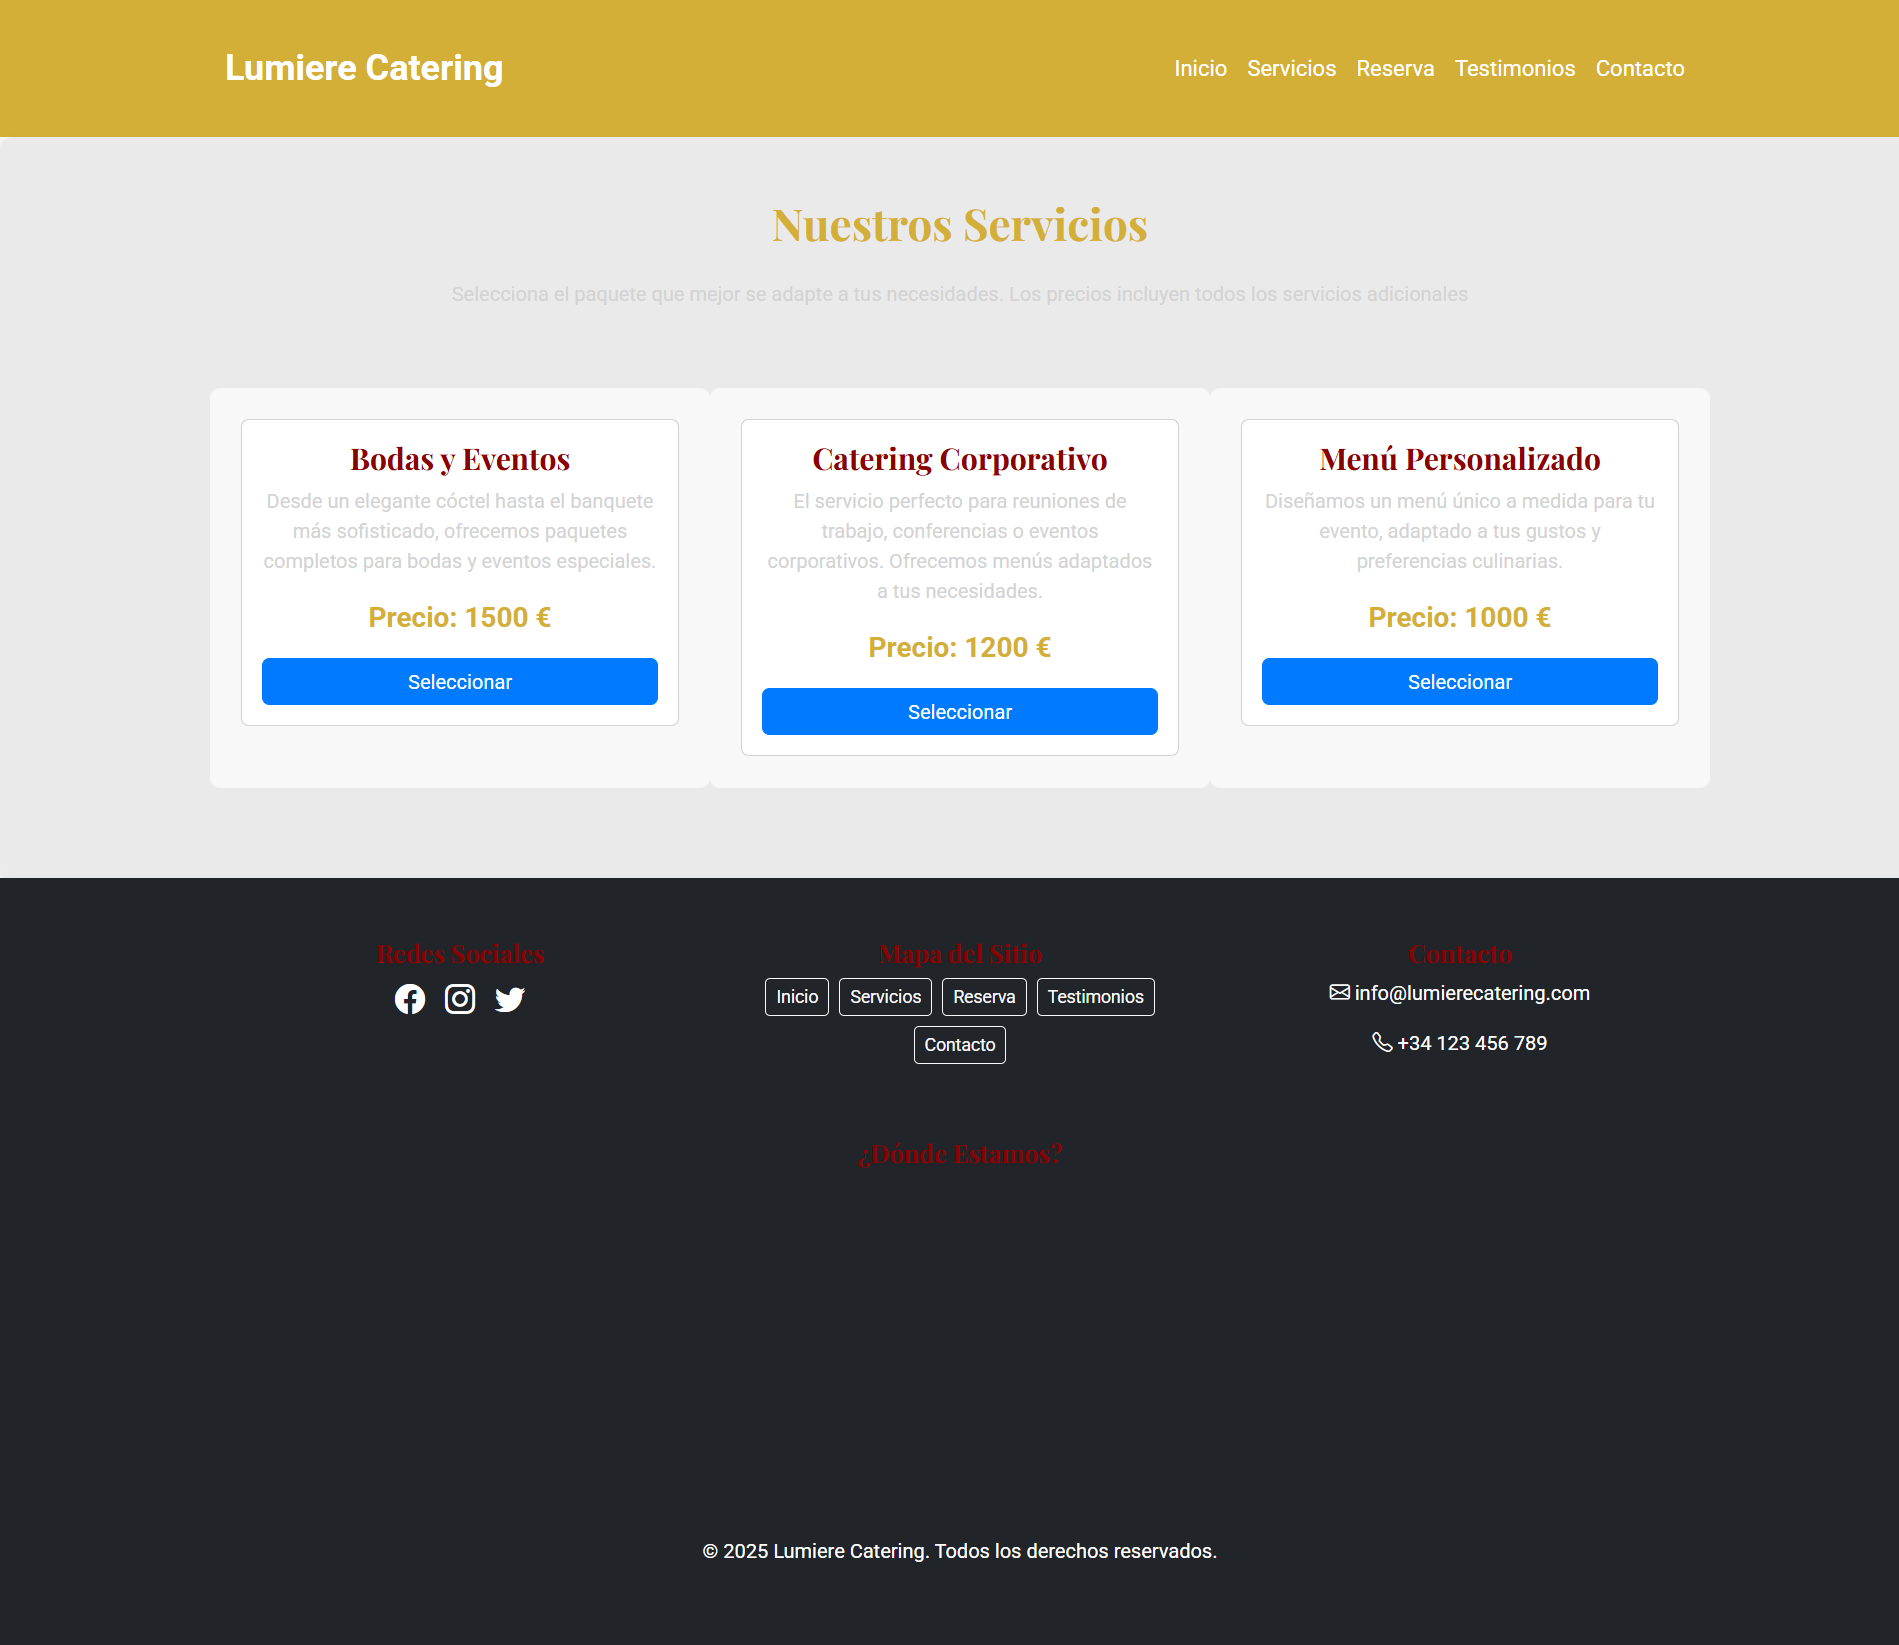 Lumiere Catering
Inicio Servicios Reserva Testimonios Contacto
Nuestros Servicios
Selecciona el paquete que mejor se adapte a tus necesidades. Los precios incluyen todos los servicios adicionales
Bodas y Eventos
Desde un elegante cóctel hasta el banquete
más sofisticado, ofrecemos paquetes
completos para bodas y eventos especiales.
Precio: 1500 €
Seleccionar
Catering Corporativo
El servicio perfecto para reuniones de
trabajo, conferencias o eventos
corporativos. Ofrecemos menús adaptados
a tus necesidades.
Precio: 1200 €
Seleccionar
Menú Personalizado
Diseñamos un menú único a medida para tu
evento, adaptado a tus gustos y
preferencias culinarias.
Precio: 1000 €
Seleccionar
Redes Sociales
Mapa del Sitio
Inicio Servicios Reserva Testimonios
Contacto
Contacto
info@lumierecatering.com
+34 123 456 789
¿Dónde Estamos?
© 2025 Lumiere Catering. Todos los derechos reservados.